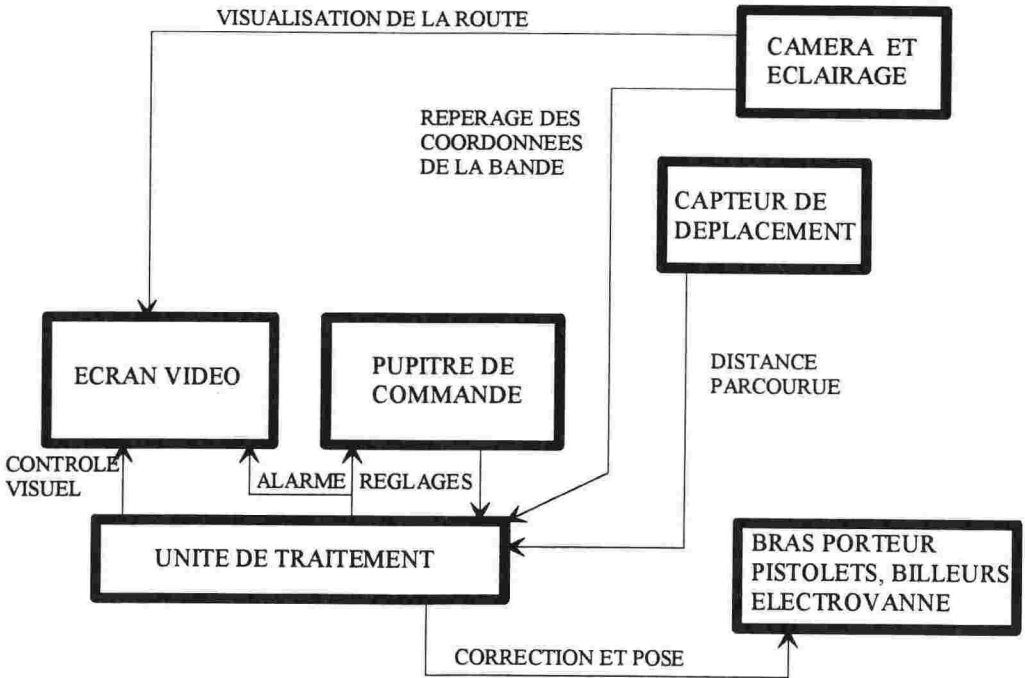 VISUALISATION DE LA ROUTE
CAMERA ET
ECLAIRAGE
REPERAGE DES
COORDONNEES
DE LA BANDE
CAPTEUR DE
DEPLACEMENT
ECRAN VIDEO
PUPITRE DE
COMMANDE
DISTANCE
PARCOURUE
CONTROLE
VISUEL
ALARME
REGLAGES
UNITE DE TRAITEMENT
BRAS PORTEUR
PISTOLETS, BILLEURS
ELECTROVANNE
CORRECTION ET POSE